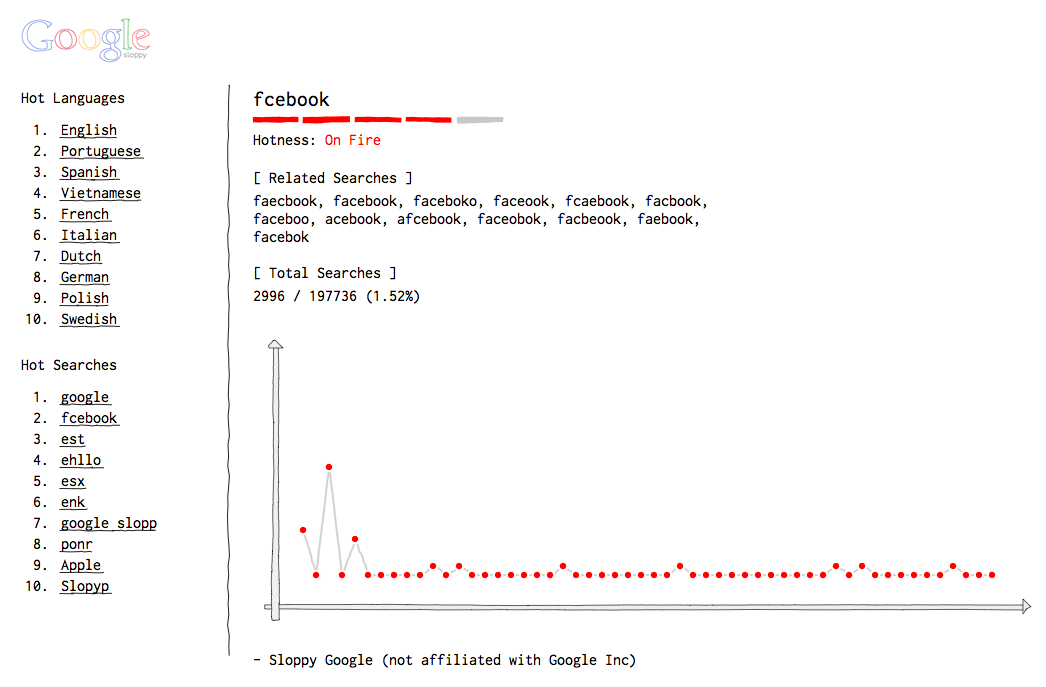 Google
sloppy
Hot Languages
1. English
2. Portuguese
3. Spanish
4. Vietnamese
5. French
6. Italian
7. Dutch
8. German
9. Polish
10. Swedish
Hot Searches
1. google
2. fcebook
3. est
4. ehllo
5. esx
6. enk
7. google slopp
8. ponr
9. Apple
10. Slopyp
fcebook
Hotness: On Fire
[ Related Searches ]
faecbook, facebook, faceboko, faceook, fcaebook, facbook,
faceboo, acebook, afcebook, faceobok, facbeook, faebook,
facebok
[ Total Searches ]
2996 / 197736 (1.52%)
– Sloppy Google (not affiliated with Google Inc)